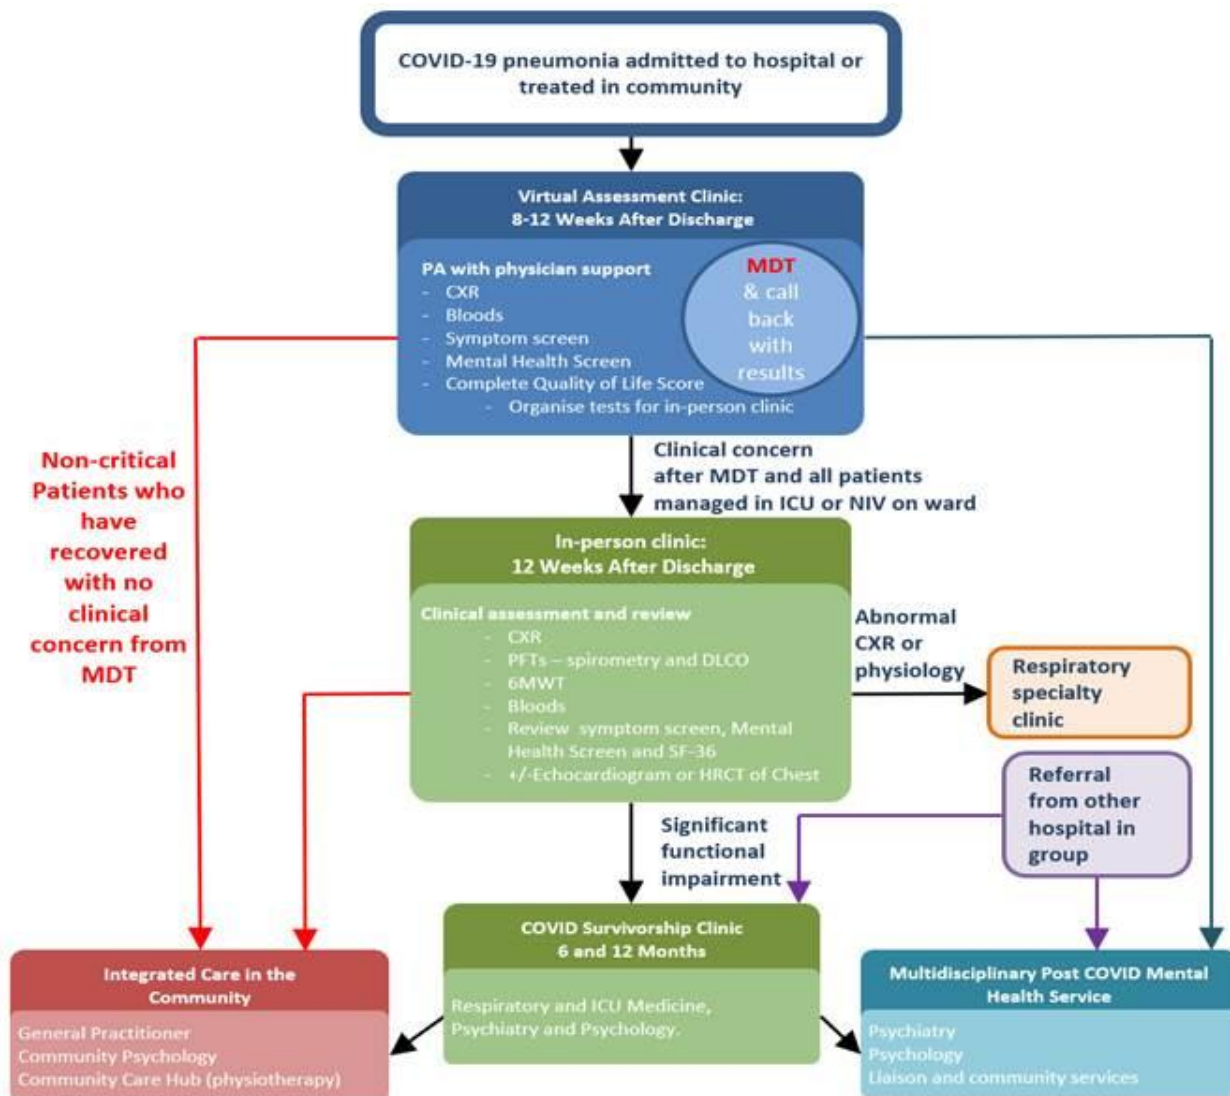 COVID-19 pneumonia admitted to hospital or
treated in community
Virtual Assessment Clinic:
8-12 Weeks After Discharge
PA with physician support
- CXR
- Bloods
- Symptom screen
- Mental Health Screen
- Complete Quality of Life Score
- Organise tests for in-person clinic
MDT
& call
back
with
results
Non-critical
Patients who
have
recovered
with no
clinical
concern from
MDT
Clinical concern
after MDT and all patients
managed in ICU or NIV on ward
In-person clinic:
12 Weeks After Discharge
Clinical assessment and review
- CXR
- PFTs – spirometry and DLCO
- 6MWT
- Bloods
- Review symptom screen, Mental
Health Screen and SF-36
- +/-Echocardiogram or HRCT of Chest
Abnormal
CXR or
physiology
Respiratory
specialty
clinic
Referral
from other
hospital in
group
Significant
functional
impairment
COVID Survivorship Clinic
6 and 12 Months
Respiratory and ICU Medicine,
Psychiatry and Psychology.
Integrated Care in the
Community
General Practitioner
Community Psychology
Community Care Hub (physiotherapy)
Multidisciplinary Post COVID Mental
Health Service
Psychiatry
Psychology
Liaison and community services